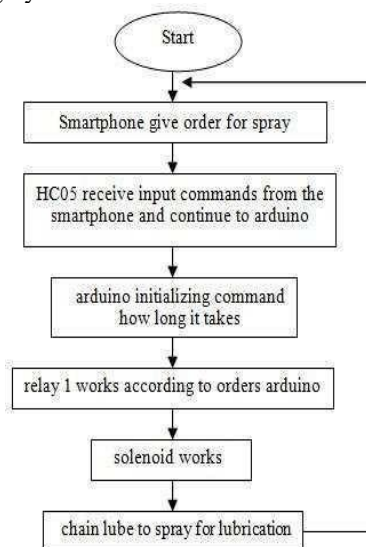 Start
Smartphone give order for spray
HC05 receive input commands from the
smartphone and continue to arduino
arduino initializing command
how long it takes
relay 1 works according to orders arduino
solenoid works
chain lube to spray for lubrication